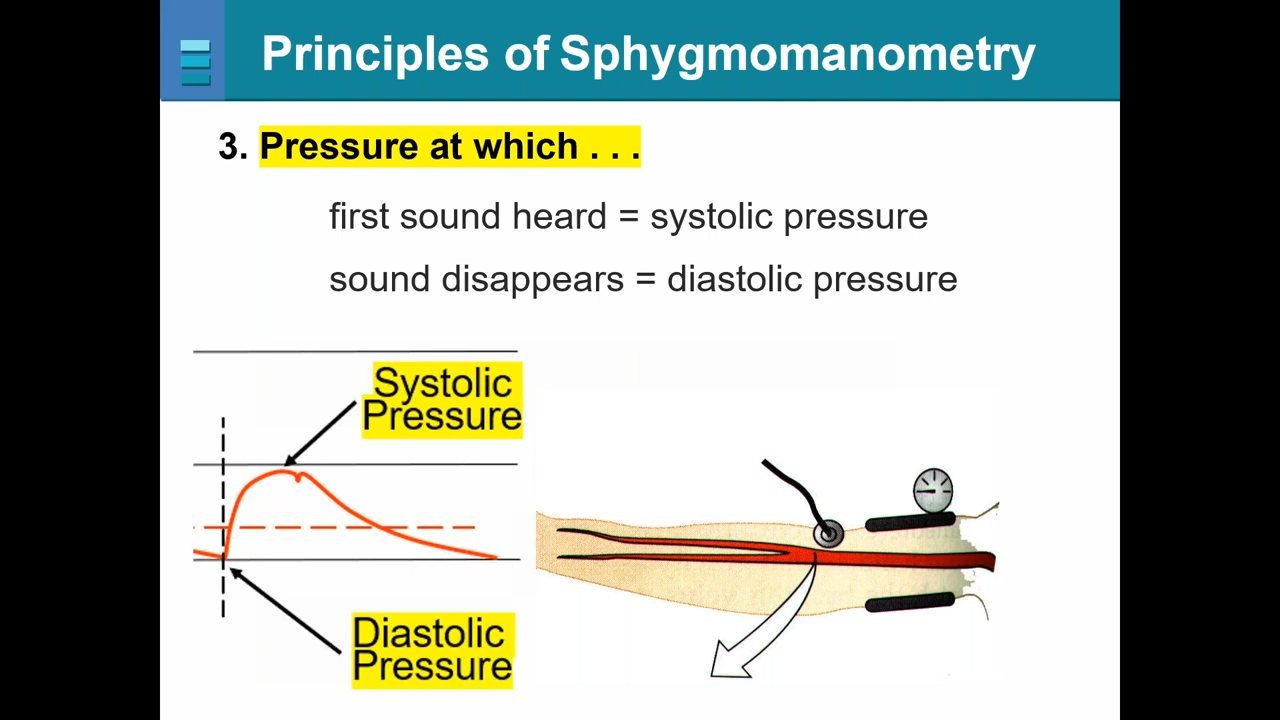 Principles of Sphygmomanometry
3. Pressure at which . . .
first sound heard = systolic pressure
sound disappears = diastolic pressure
Systolic
Pressure
Diastolic
Pressure